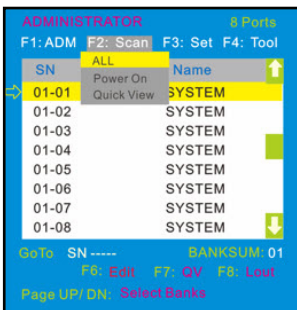 ADMINISTRATOR 8 Ports
F1: ADM F2: Scan F3: Set F4: Tool
SN Name
ALL
Power On
Quick View
01-01 SYSTEM
01-02 SYSTEM
01-03 SYSTEM
01-04 SYSTEM
01-05 SYSTEM
01-06 SYSTEM
01-07 SYSTEM
01-08 SYSTEM
GoTo SN ----- BANKSUM: 01
F6: Edit F7: QV F8: Lout
Page UP/ DN: Select Banks